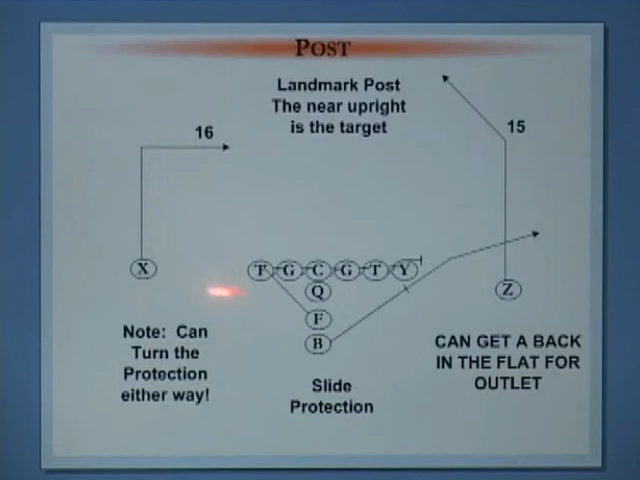 POST
Landmark Post
The near upright
is the target
16
15
X
T G C G T Y
Q
Z
F
B
Note: Can
Turn the
Protection
either way!
Slide
Protection
CAN GET A BACK
IN THE FLAT FOR
OUTLET